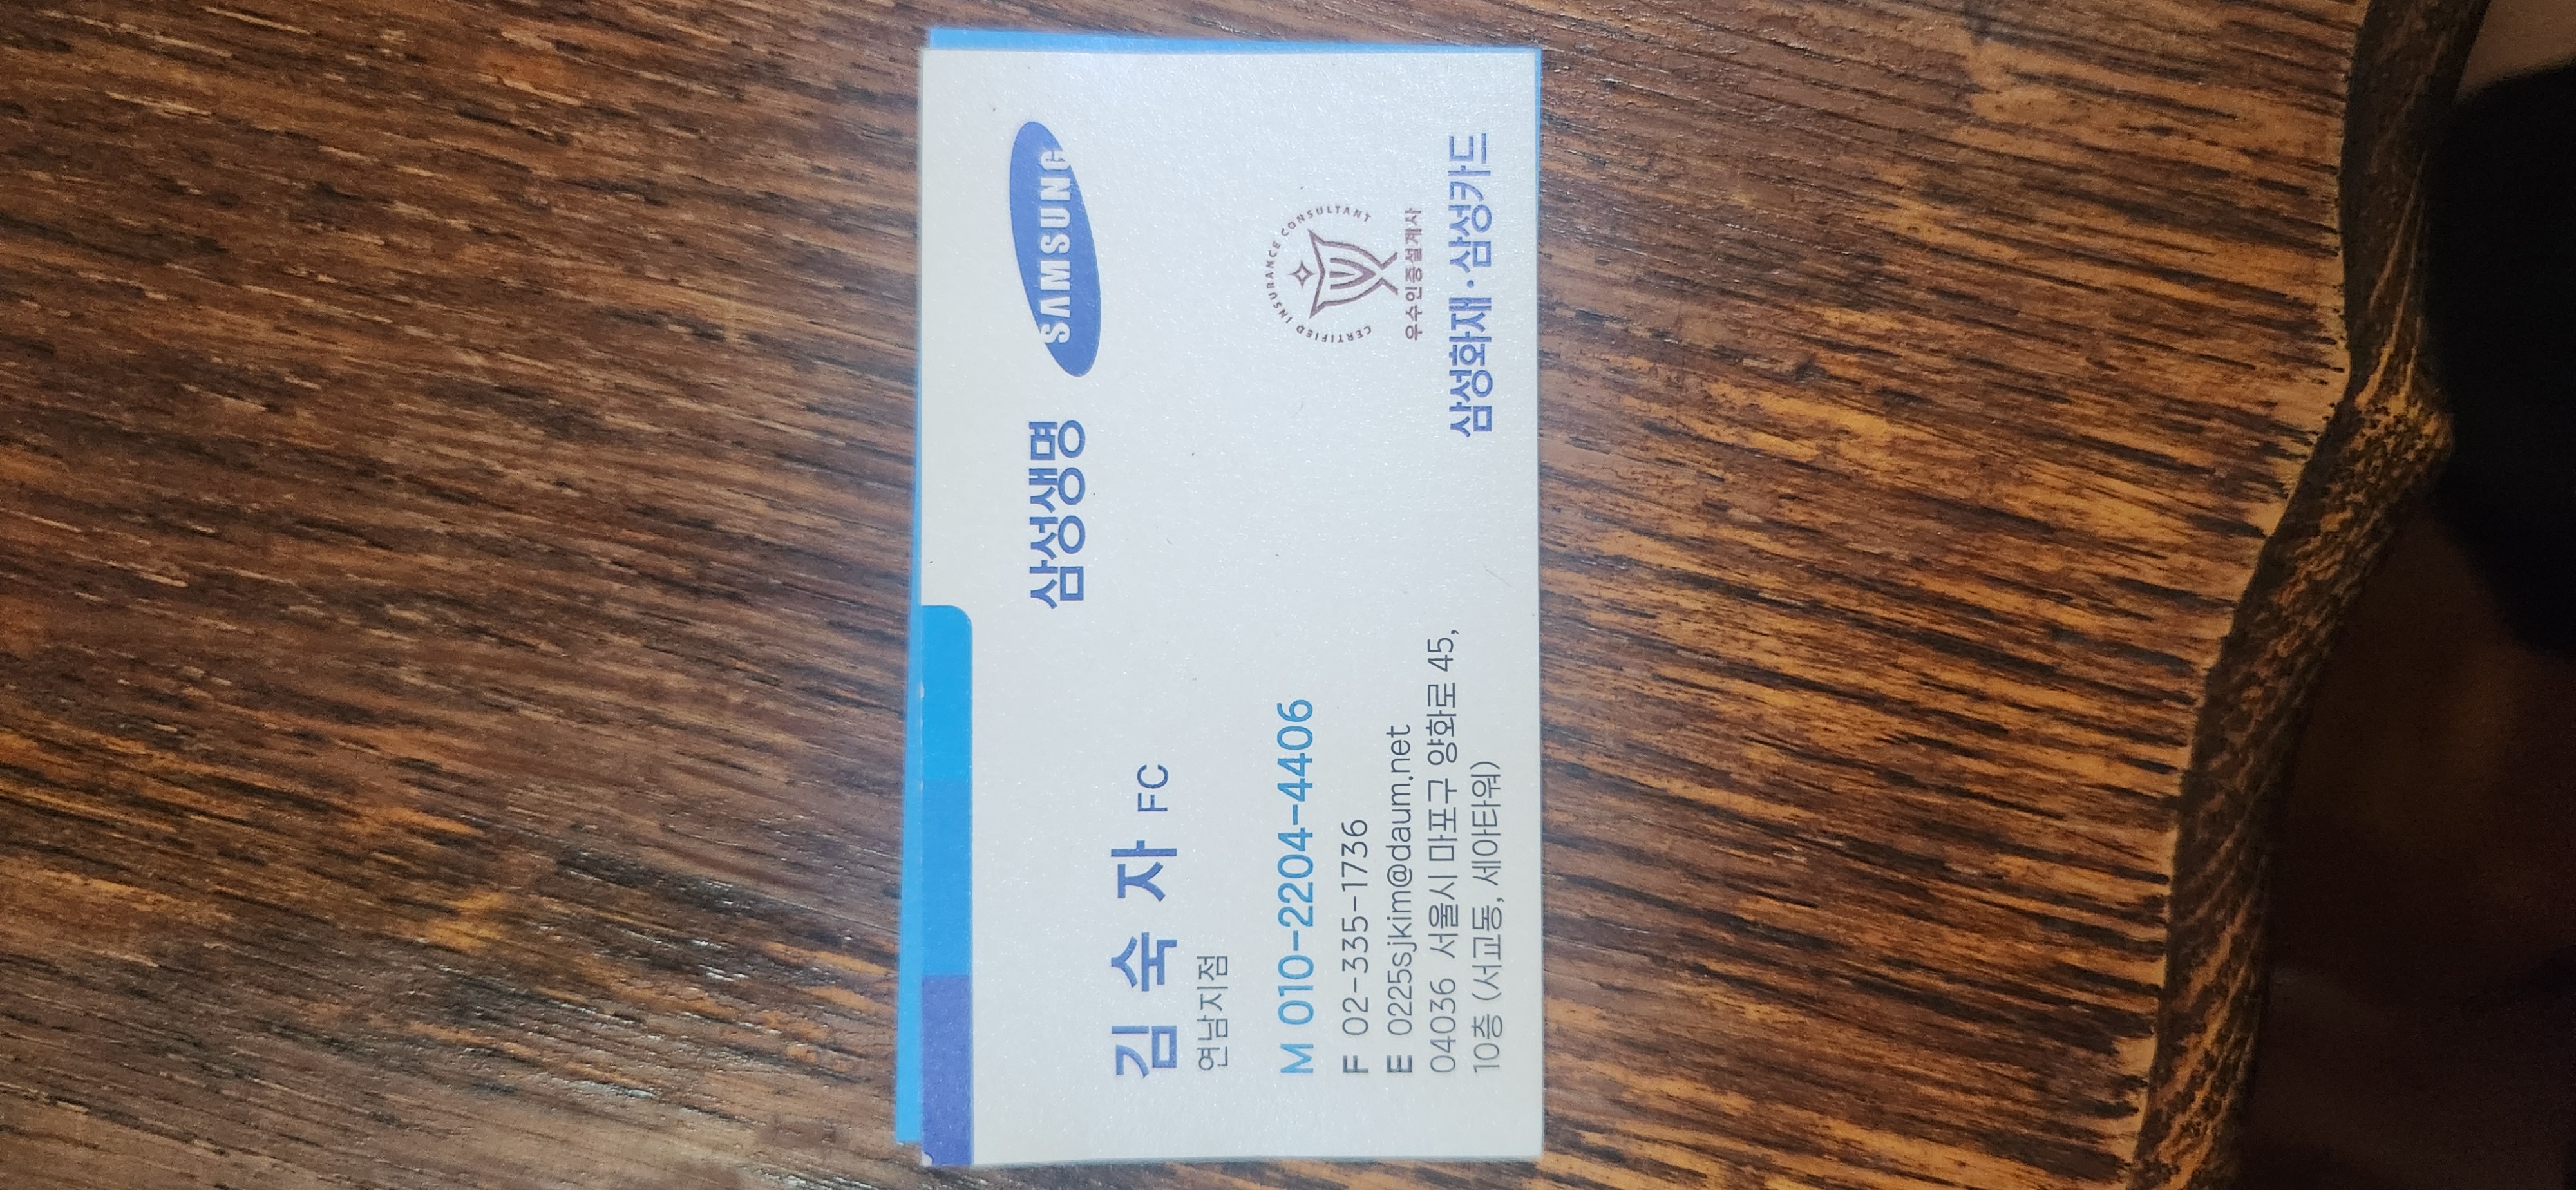 삼성생명 SAMSUNG
김숙자 FC
연남지점
M 010-2204-4406
F 02-335-1736
E 0225sjkim@daum.net
04036 서울시 마포구 양화로 45,
10층 (서교동, 세아타워)
CERTIFIED INSURANCE CONSULTANT
우수인증설계사
삼성화재·삼성카드